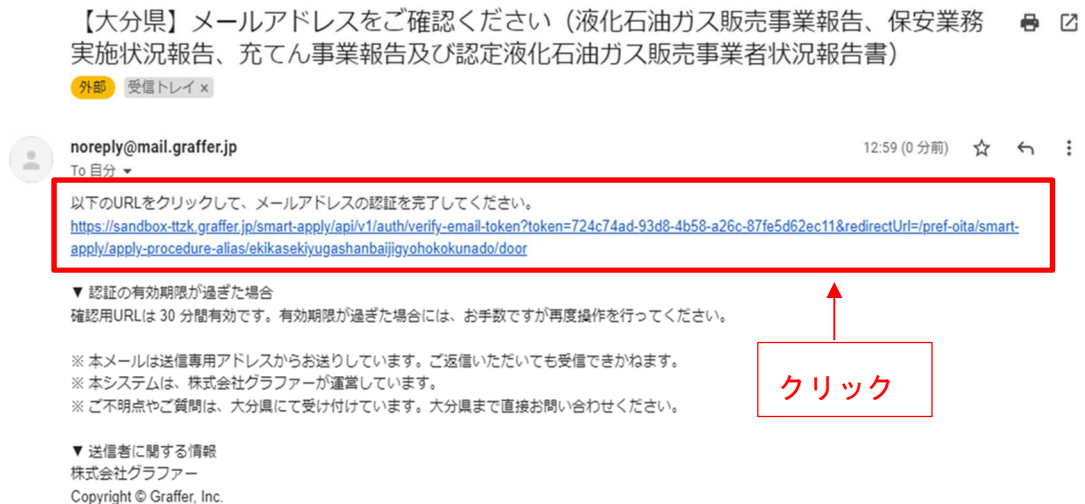 【大分県】メールアドレスをご確認ください（液化石油ガス販売事業報告、保安業務
実施状況報告、充てん事業報告及び認定液化石油ガス販売事業者状況報告書）
外部 受信トレイ ×
noreply@mail.graffer.jp
12:59 (0 分前)
To 自分
以下のURLをクリックして、メールアドレスの認証を完了してください。
https://sandbox-ttzk.graffer.jp/smart-apply/api/v1/auth/verify-email-token?token=724c74ad-93d8-4b58-a26c-87fe5d62ec11&redirectUrl=/pref-oita/smart-
apply/apply-procedure-alias/ekikasekiyugashanbaijigyohokokunado/door
▼ 認証の有効期限が過ぎた場合
確認用URLは 30 分間有効です。有効期限が過ぎた場合には、お手数ですが再度操作を行ってください。
※ 本メールは送信専用アドレスからお送りしています。ご返信いただいても受信できかねます。
※ 本システムは、株式会社グラファーが運営しています。
※ ご不明点やご質問は、大分県にて受け付けています。大分県まで直接お問い合わせください。
クリック
▼ 送信者に関する情報
株式会社グラファー
Copyright © Graffer, Inc.